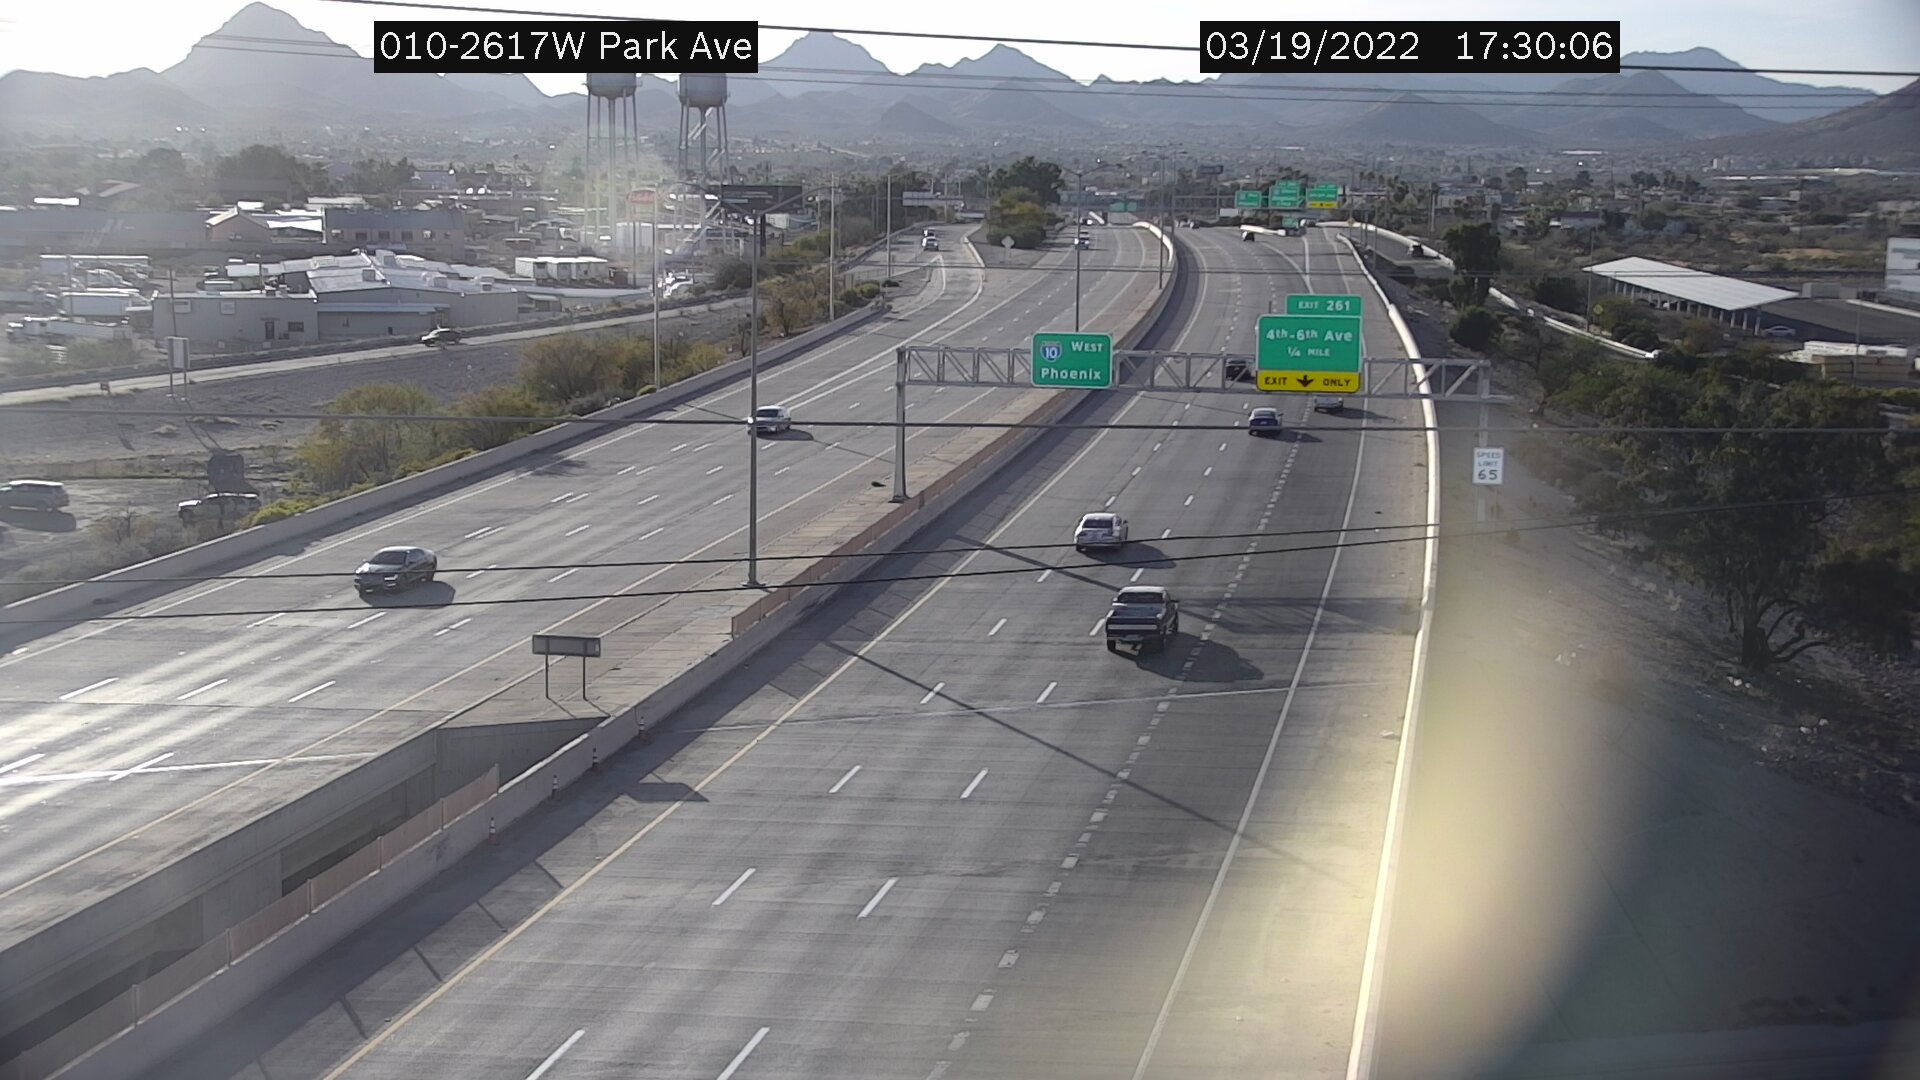 010-2617W Park Ave
03/19/2022 17:30:06
EXIT 261
4th-6th Ave
1/4 MILE
EXIT ONLY
10 WEST
Phoenix
SPEED
LIMIT
65